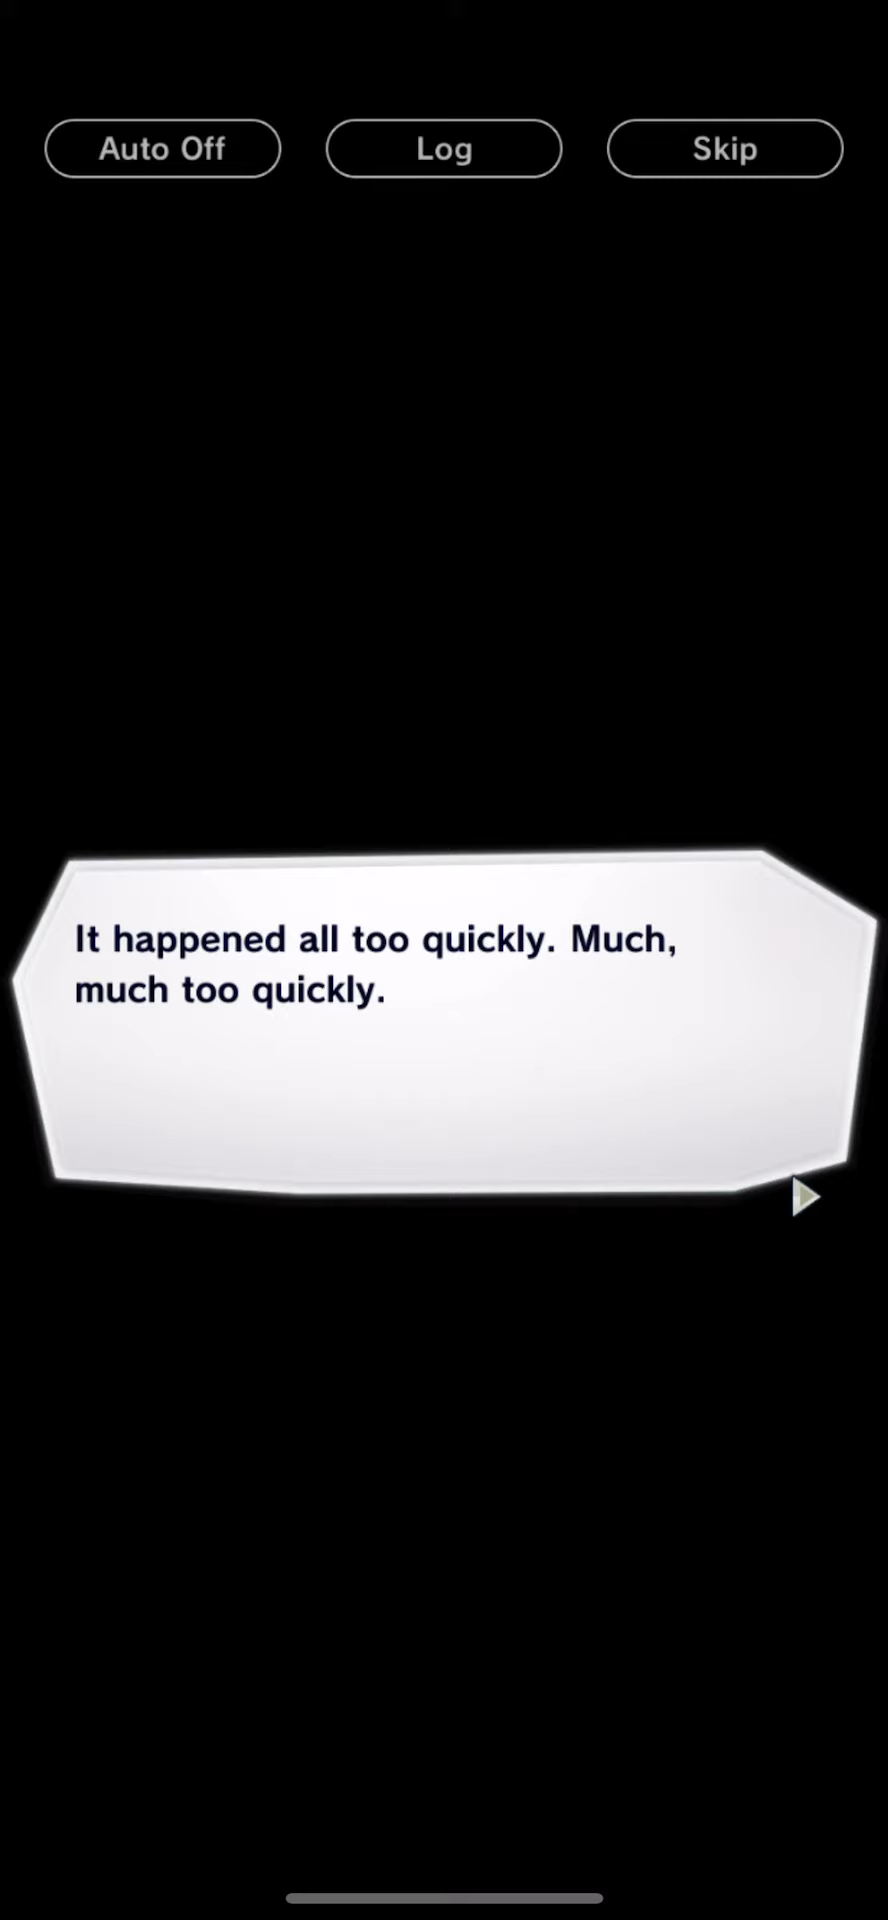 Auto Off
Log
Skip
It happened all too quickly. Much,
much too quickly.